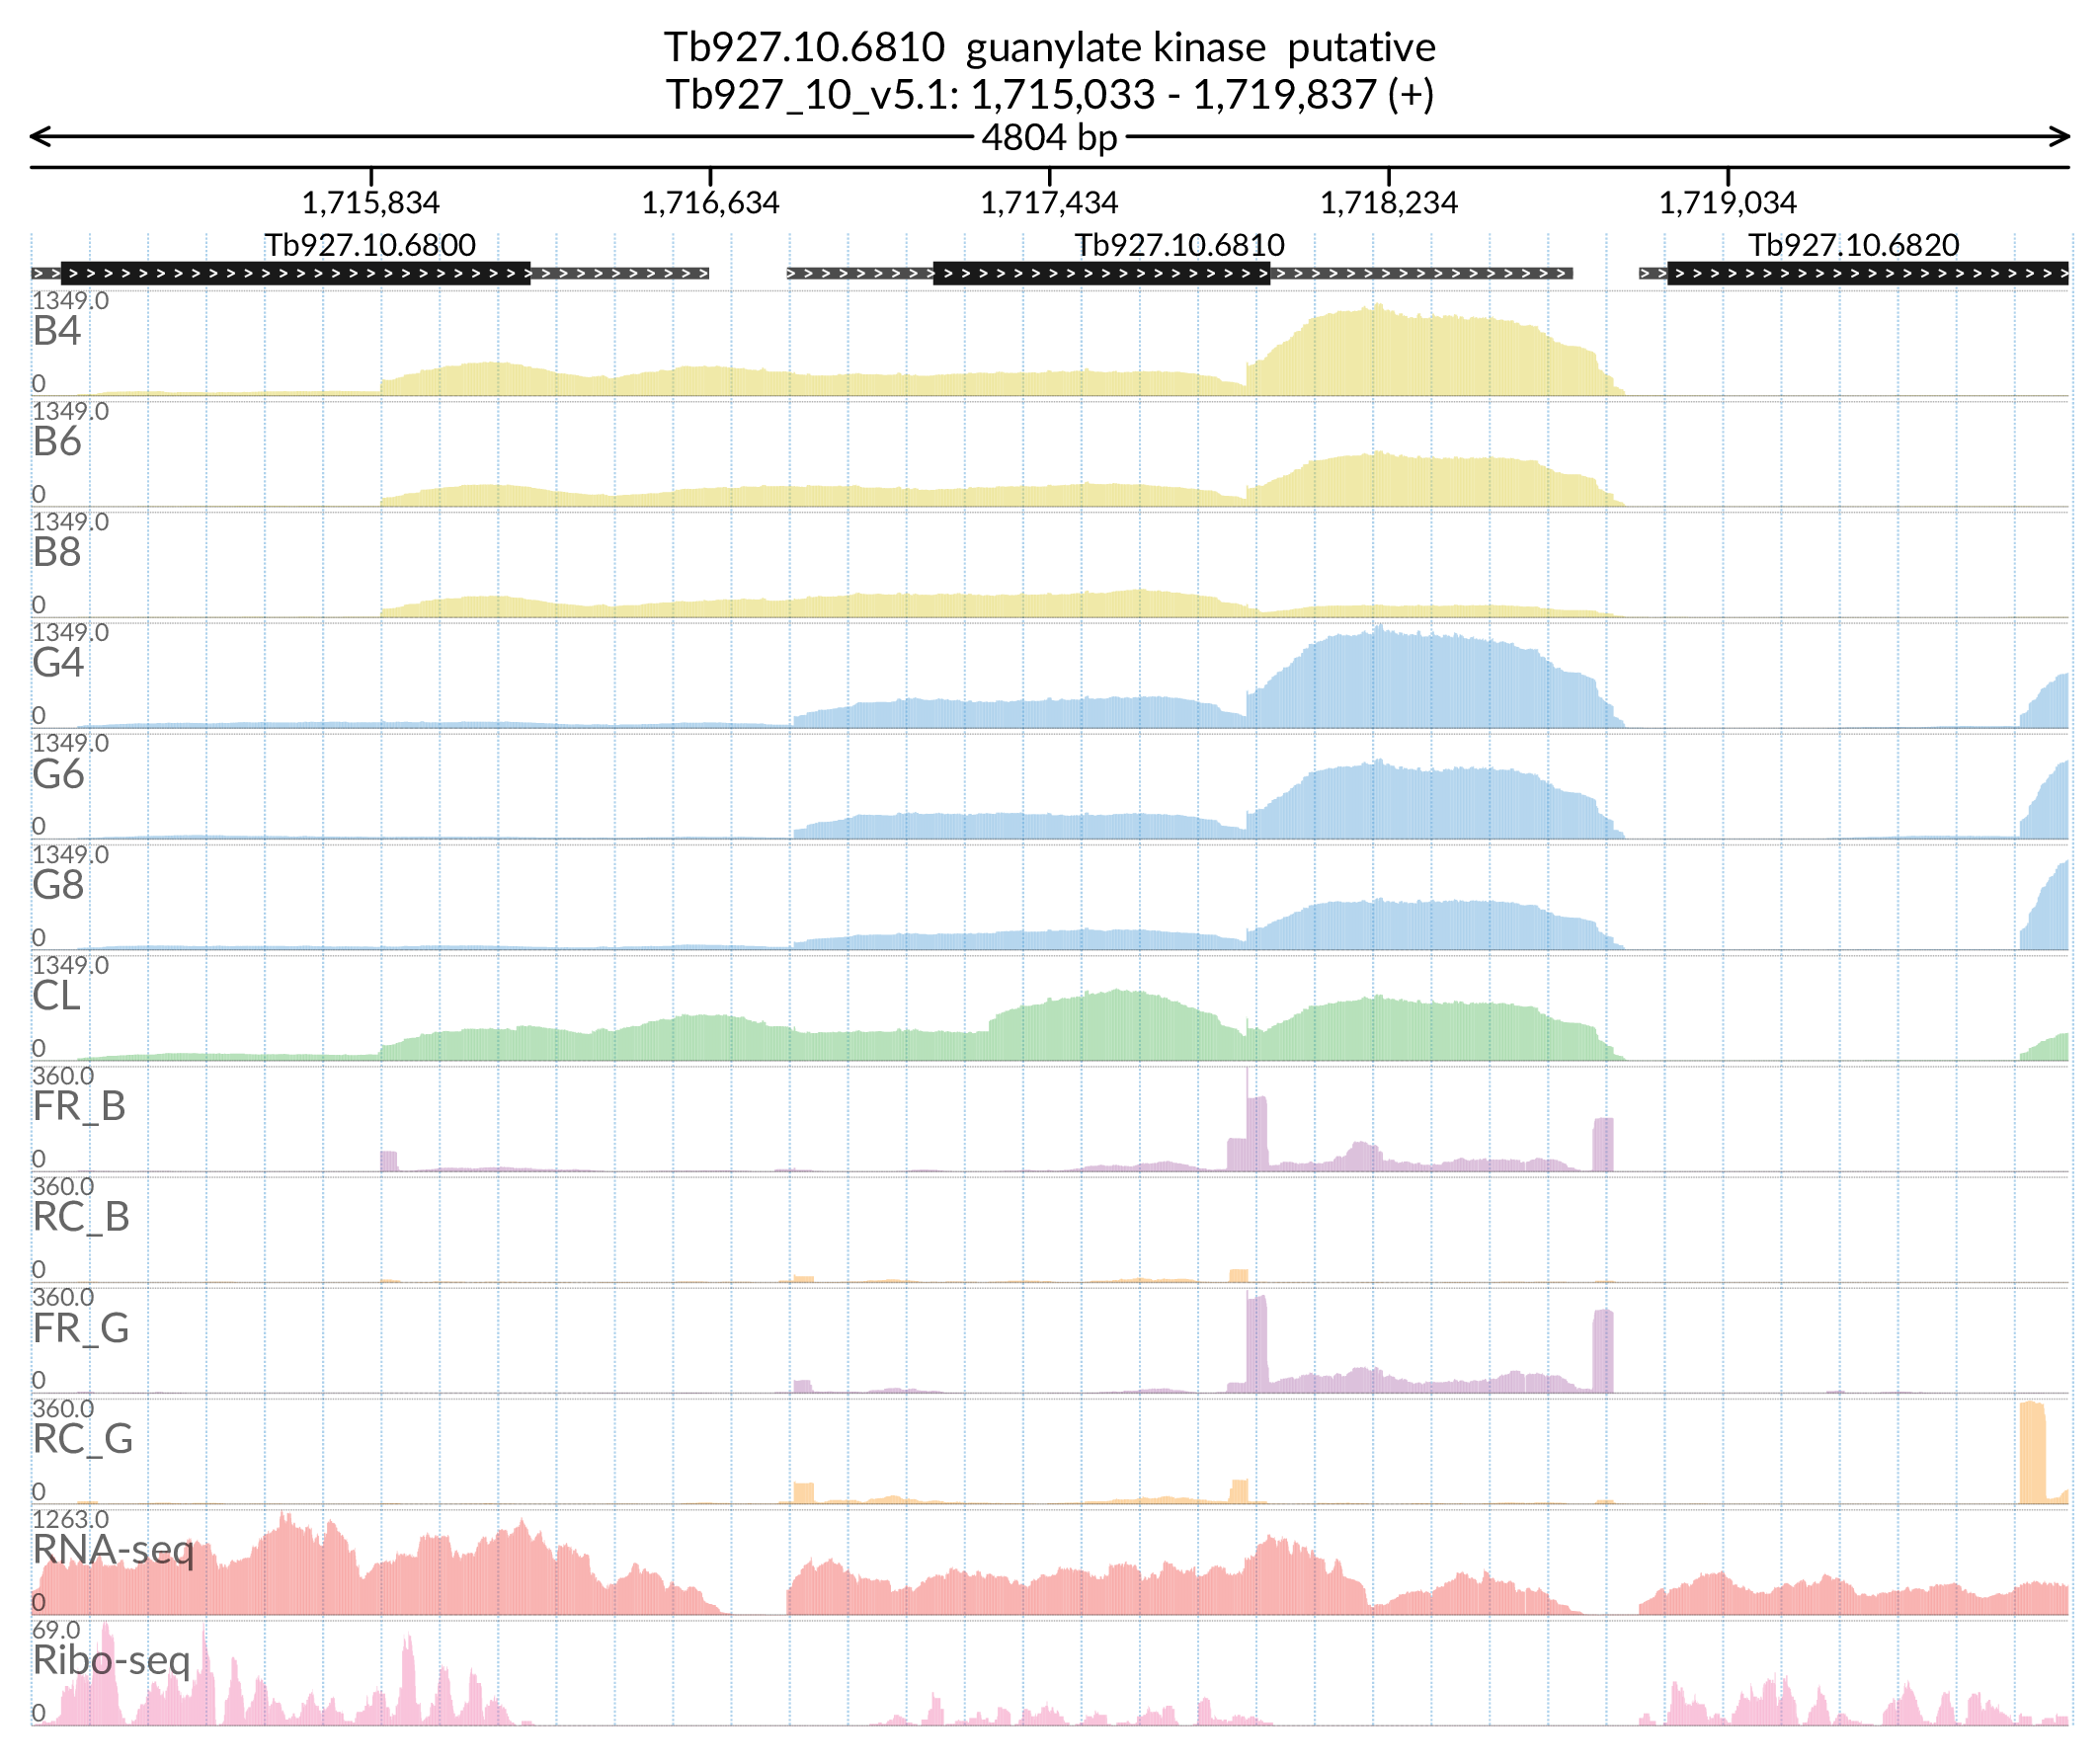 Tb927.10.6810  guanylate kinase  putative
Tb927_10_v5.1: 1,715,033 - 1,719,837 (+)
4804 bp
1,715,834 1,716,634 1,717,434 1,718,234 1,719,034
Tb927.10.6800 Tb927.10.6810 Tb927.10.6820
1349.0
B4
0
1349.0
B6
0
1349.0
B8
0
1349.0
G4
0
1349.0
G6
0
1349.0
G8
0
1349.0
CL
0
360.0
FR_B
0
360.0
RC_B
0
360.0
FR_G
0
360.0
RC_G
0
1263.0
RNA-seq
0
69.0
Ribo-seq
0